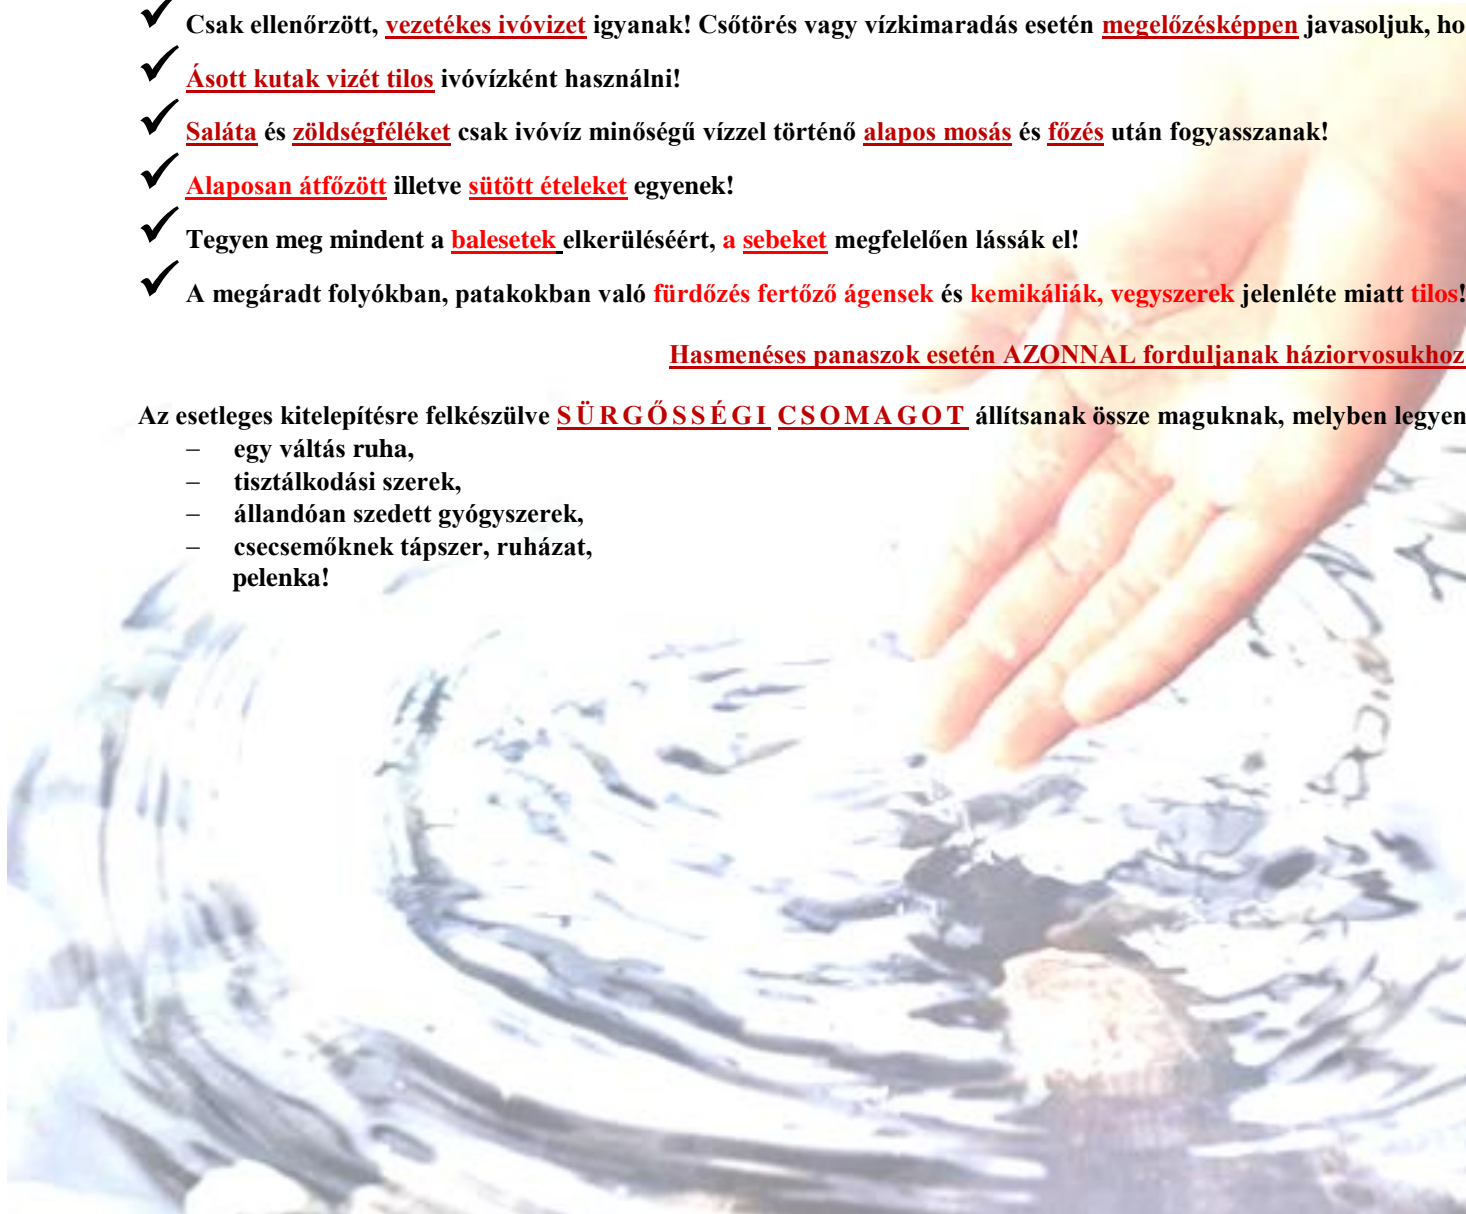 ✓ Csak ellenőrzött, vezetékes ivóvizet igyanak! Csőtörés vagy vízkimaradás esetén megelőzésképpen javasoljuk, ho
✓ Ásott kutak vizét tilos ivóvízként használni!
✓ Saláta és zöldségféléket csak ivóvíz minőségű vízzel történő alapos mosás és főzés után fogyasszanak!
✓ Alaposan átfőzött illetve sütött ételeket egyenek!
✓ Tegyen meg mindent a balesetek elkerüléséért, a sebeket megfelelően lássák el!
✓ A megáradt folyókban, patakokban való fürdőzés fertőző ágensek és kemikáliák, vegyszerek jelenléte miatt tilos!
Hasmenéses panaszok esetén AZONNAL forduljanak háziorvosukhoz
Az esetleges kitelepítésre felkészülve SÜRGŐSSÉGI CSOMAGOT állítsanak össze maguknak, melyben legyen
– egy váltás ruha,
– tisztálkodási szerek,
– állandóan szedett gyógyszerek,
– csecsemőknek tápszer, ruházat,
pelenka!